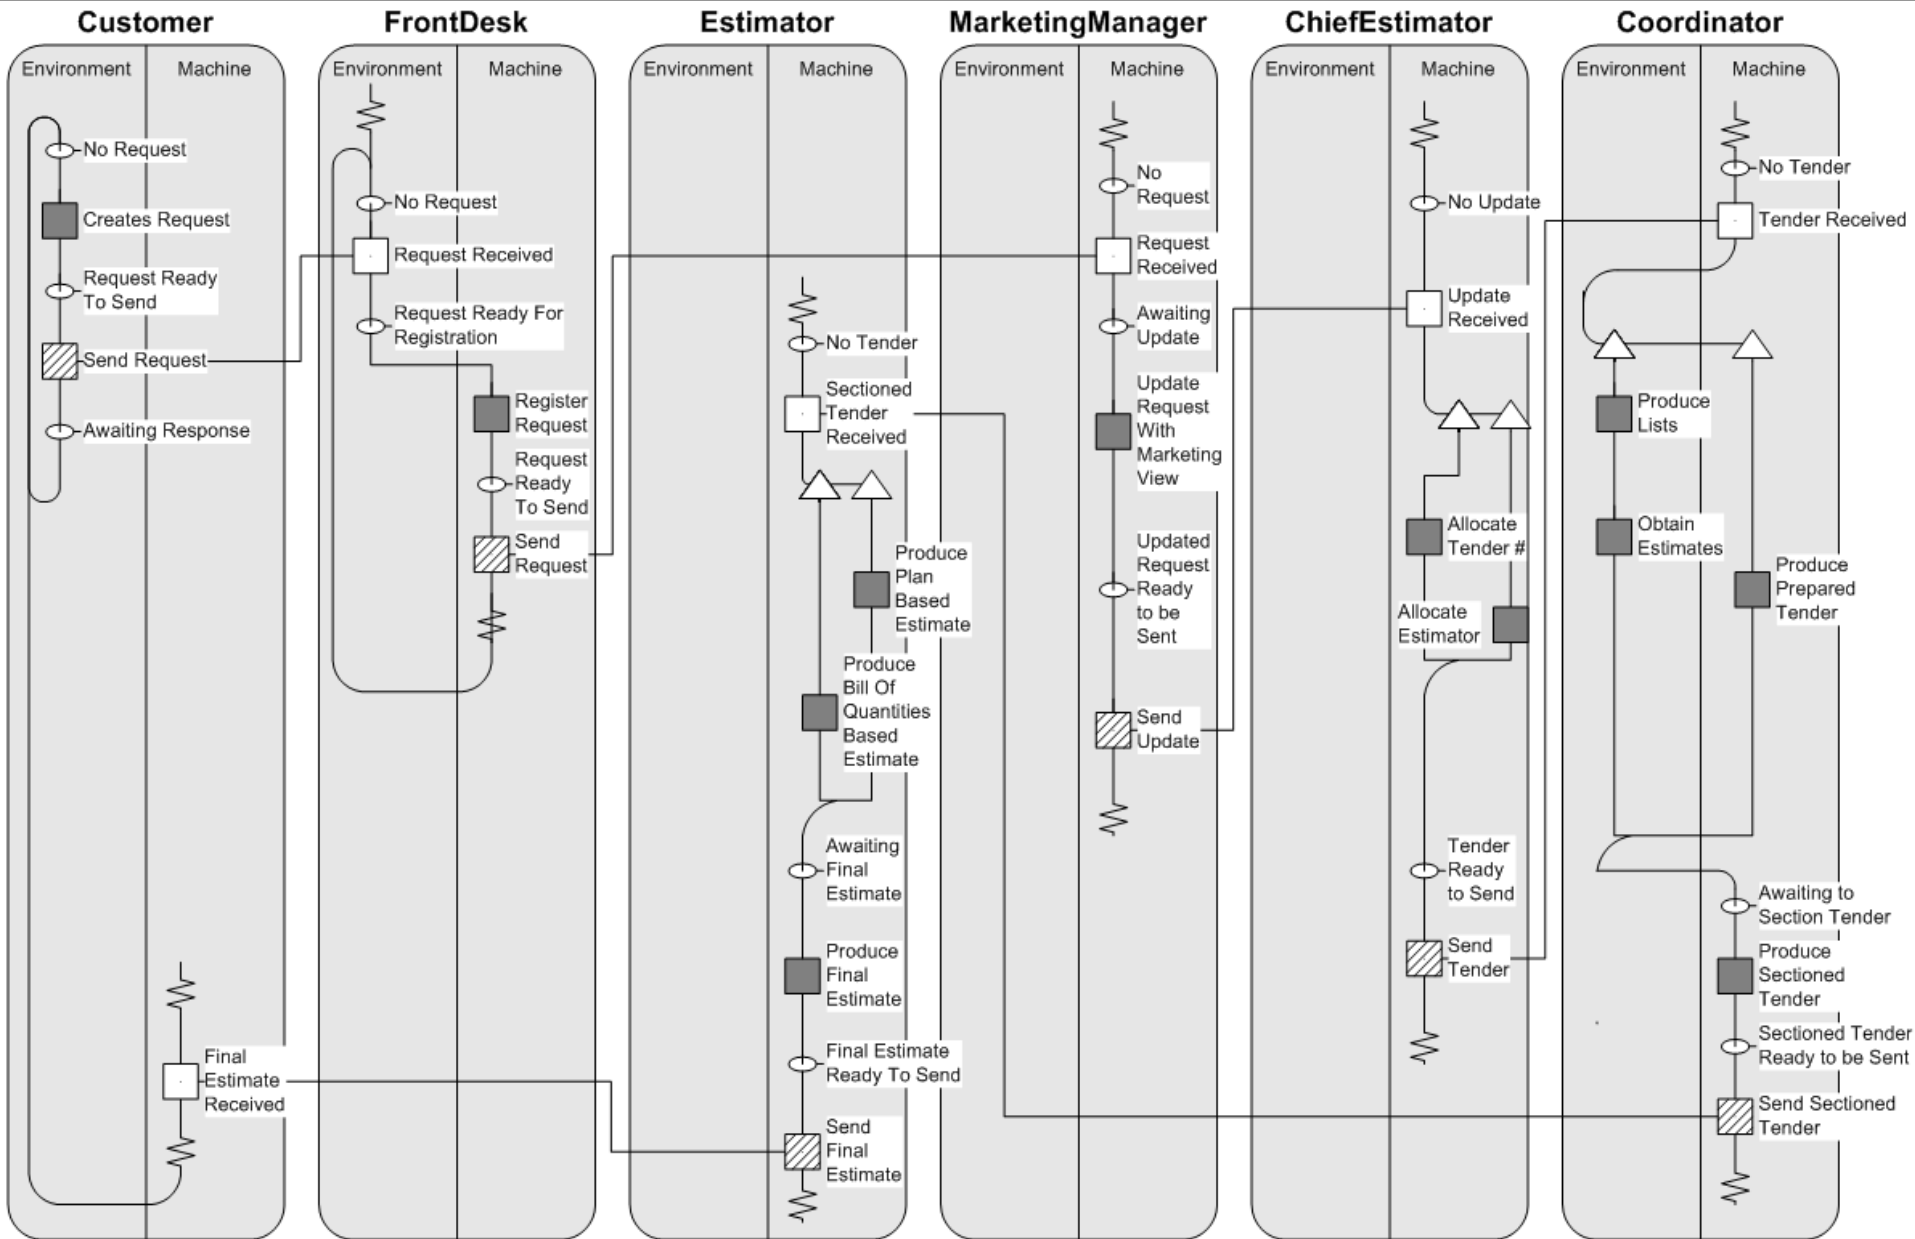 Customer
FrontDesk
Estimator
MarketingManager
ChiefEstimator
Coordinator
Environment
Machine
Environment
Machine
Environment
Machine
Environment
Machine
Environment
Machine
Environment
Machine
No Request
Creates Request
Request Ready
To Send
Send Request
Awaiting Response
Final
Estimate
Received
No Request
Request Received
Request Ready For
Registration
Register
Request
Request
Ready
To Send
Send
Request
No Tender
Sectioned
Tender
Received
Produce
Plan
Based
Estimate
Produce
Bill Of
Quantities
Based
Estimate
Awaiting
Final
Estimate
Produce
Final
Estimate
Final Estimate
Ready To Send
Send
Final
Estimate
No
Request
Request
Received
Awaiting
Update
Update
Request
With
Marketing
View
Updated
Request
Ready
to be
Sent
Send
Update
No Update
Update
Received
Allocate
Tender #
Allocate
Estimator
Tender
Ready
to Send
Send
Tender
No Tender
Tender Received
Produce
Lists
Obtain
Estimates
Produce
Prepared
Tender
Awaiting to
Section Tender
Produce
Sectioned
Tender
Sectioned Tender
Ready to be Sent
Send Sectioned
Tender